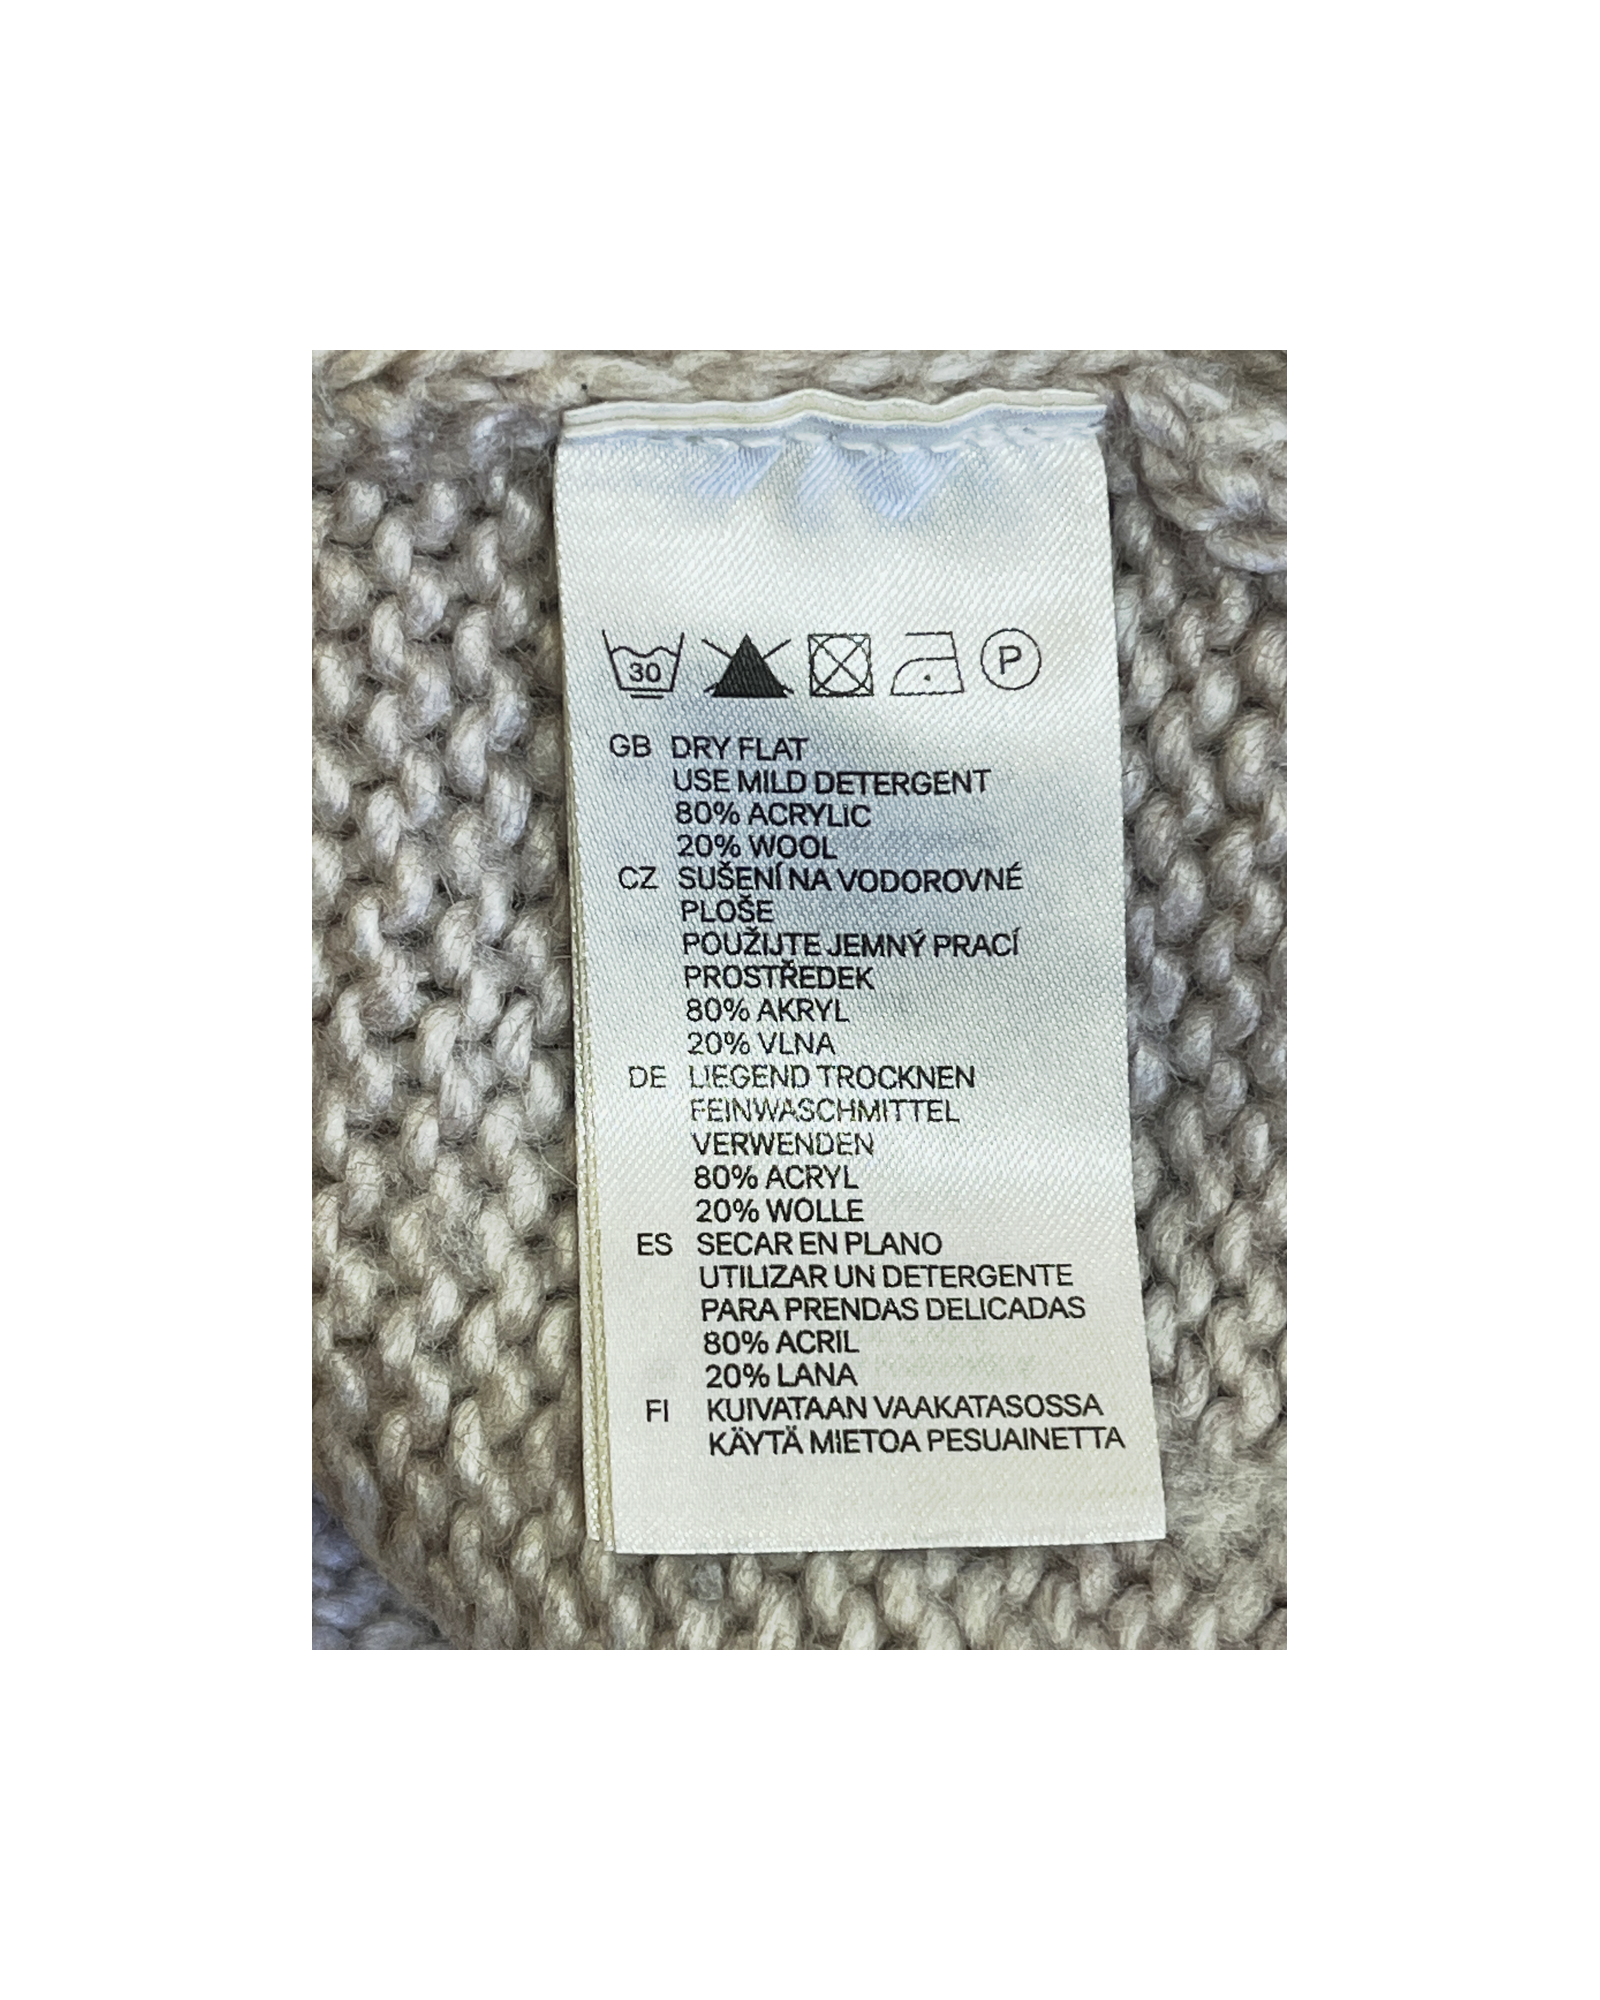 30 P
GB DRY FLAT
USE MILD DETERGENT
80% ACRYLIC
20% WOOL
CZ SUŠENÍ NA VODOROVNÉ
PLOŠE
POUŽIJTE JEMNÝ PRACÍ
PROSTŘEDEK
80% AKRYL
20% VLNA
DE LIEGEND TROCKNEN
FEINWASCHMITTEL
VERWENDEN
80% ACRYL
20% WOLLE
ES SECAR EN PLANO
UTILIZAR UN DETERGENTE
PARA PRENDAS DELICADAS
80% ACRIL
20% LANA
FI KUIVATAAN VAAKATASOSSA
KÄYTÄ MIETOA PESUAINETTA